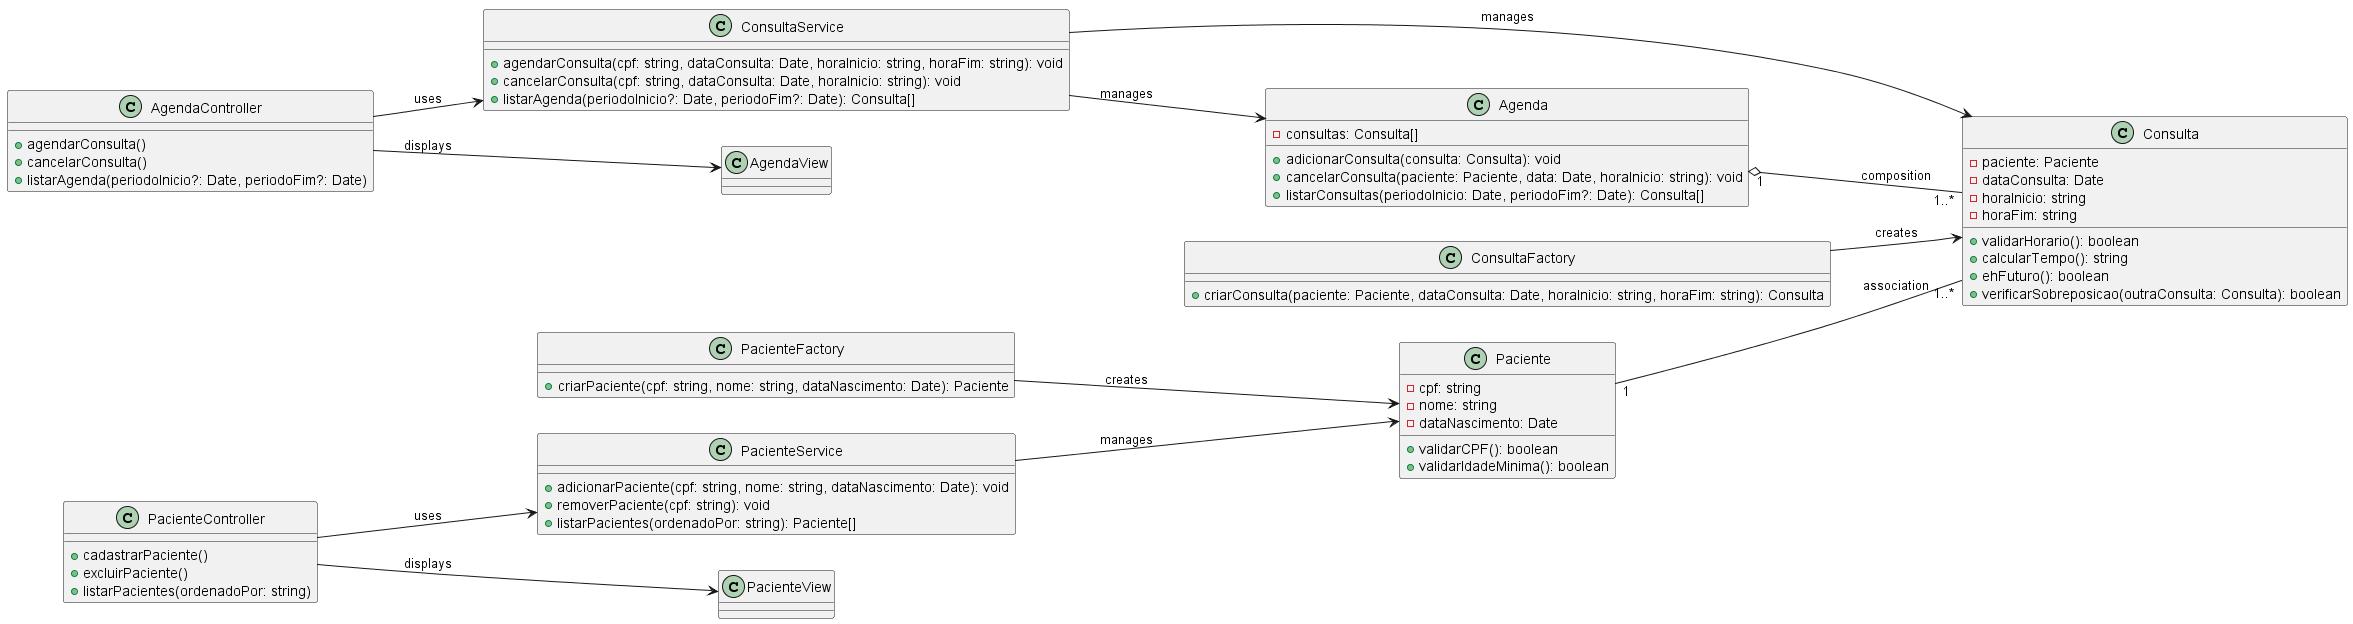 C ConsultaService
agendarConsulta(cpf: string, dataConsulta: Date, horaInicio: string, horaFim: string): void
cancelarConsulta(cpf: string, dataConsulta: Date, horaInicio: string): void
listarAgenda(periodoInicio?: Date, periodoFim?: Date): Consulta[]
manages
manages
C AgendaController
agendarConsulta()
cancelarConsulta()
listarAgenda(periodoInicio?: Date, periodoFim?: Date)
uses
displays
C AgendaView
C Agenda
consultas: Consulta[]
adicionarConsulta(consulta: Consulta): void
cancelarConsulta(paciente: Paciente, data: Date, horaInicio: string): void
listarConsultas(periodoInicio: Date, periodoFim?: Date): Consulta[]
1
composition
1..*
C Consulta
paciente: Paciente
dataConsulta: Date
horaInicio: string
horaFim: string
validarHorario(): boolean
calcularTempo(): string
ehFuturo(): boolean
verificarSobreposicao(outraConsulta: Consulta): boolean
C ConsultaFactory
criarConsulta(paciente: Paciente, dataConsulta: Date, horaInicio: string, horaFim: string): Consulta
creates
association
1..*
1
C PacienteFactory
criarPaciente(cpf: string, nome: string, dataNascimento: Date): Paciente
creates
C Paciente
cpf: string
nome: string
dataNascimento: Date
validarCPF(): boolean
validarIdadeMinima(): boolean
C PacienteService
adicionarPaciente(cpf: string, nome: string, dataNascimento: Date): void
removerPaciente(cpf: string): void
listarPacientes(ordenadoPor: string): Paciente[]
manages
C PacienteController
cadastrarPaciente()
excluirPaciente()
listarPacientes(ordenadoPor: string)
uses
displays
C PacienteView